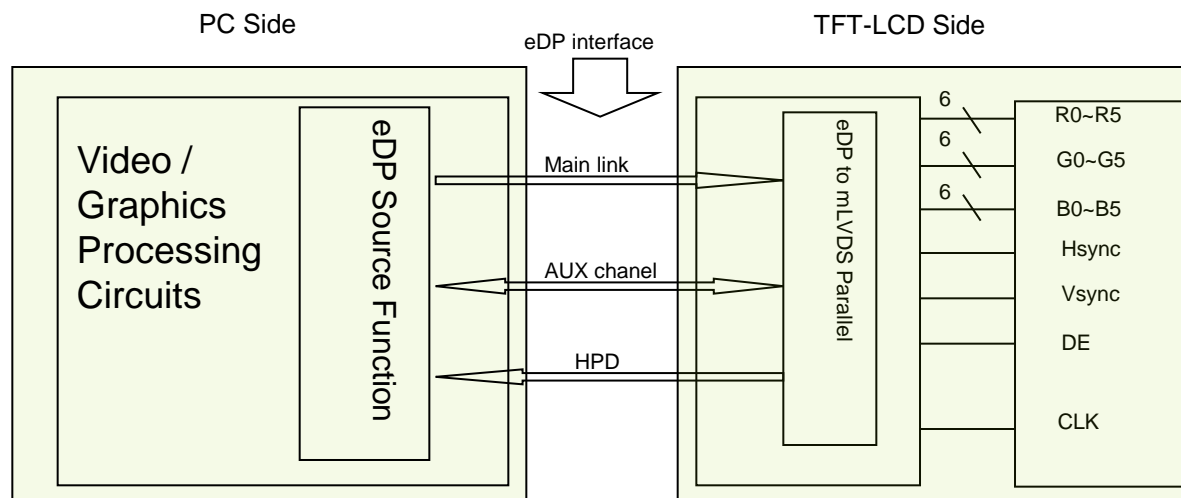 PC Side
TFT-LCD Side
eDP interface
Video /
Graphics
Processing
Circuits
eDP Source Function
Main link
AUX chanel
HPD
eDP to mLVDS Parallel
6
R0~R5
6
G0~G5
6
B0~B5
Hsync
Vsync
DE
CLK